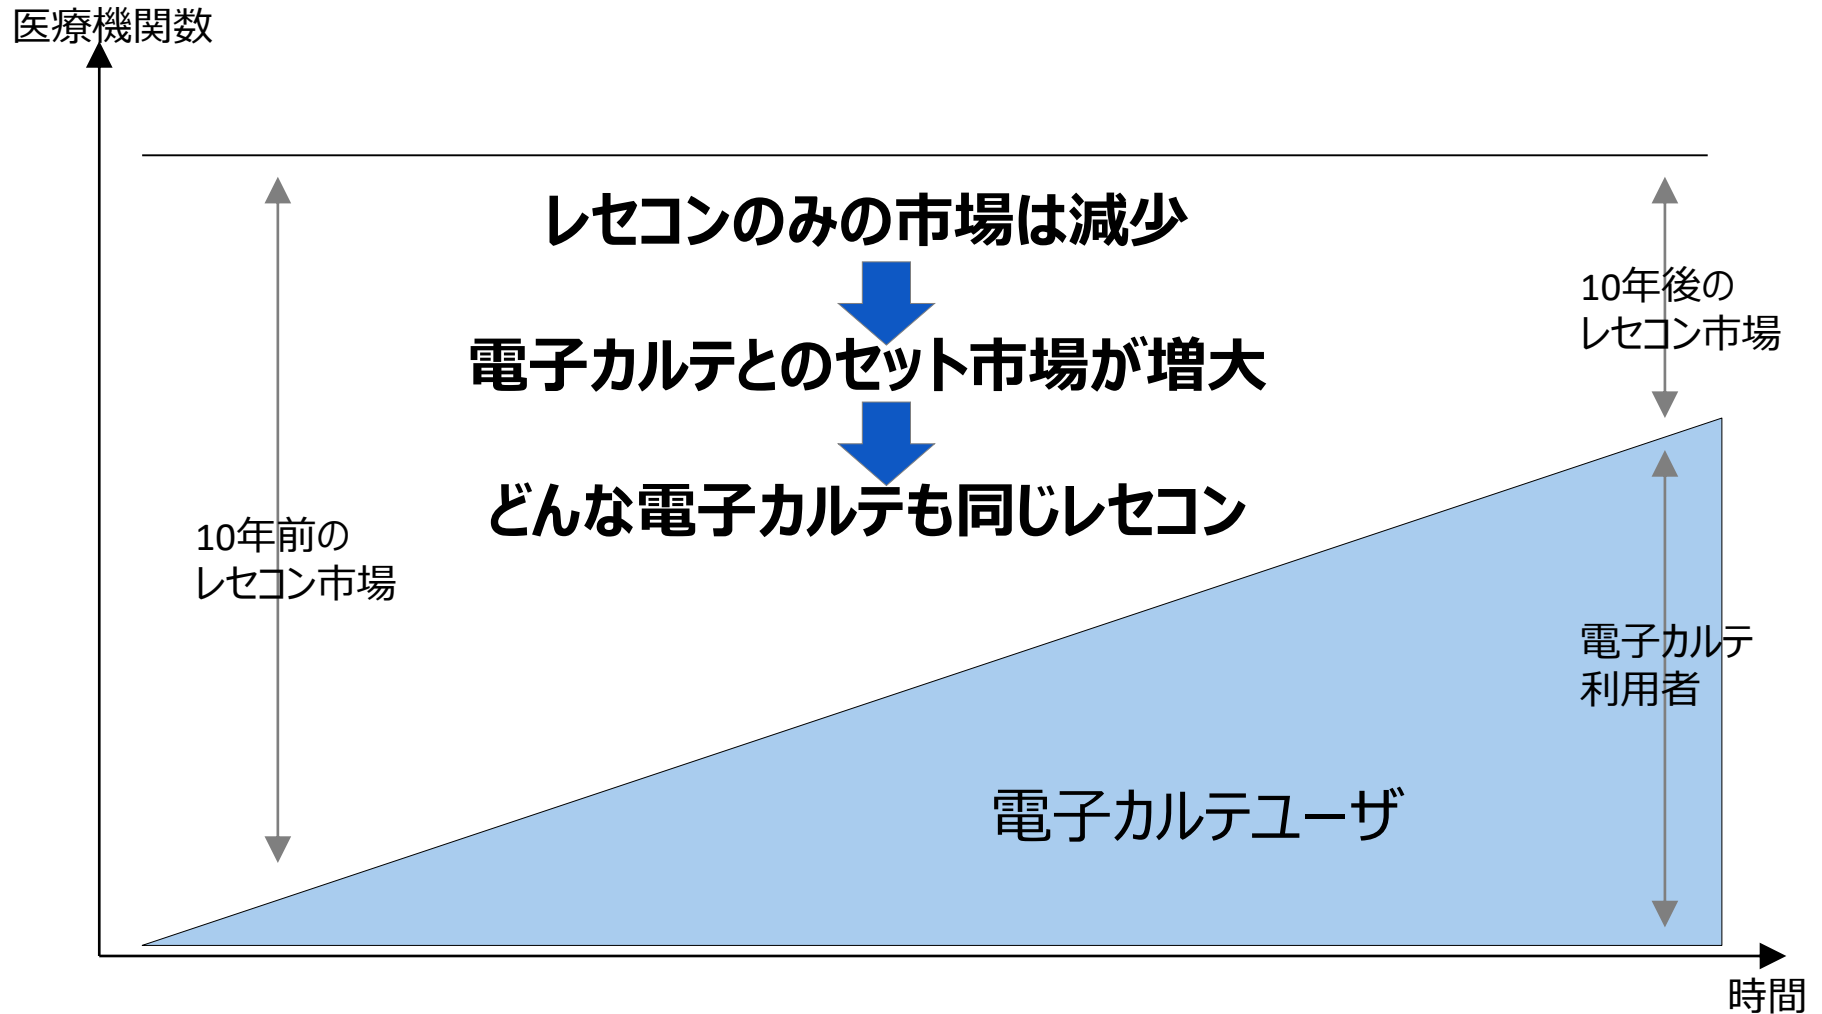 医療機関数
レセコンのみの市場は減少
電子カルテとのセット市場が増大
どんな電子カルテも同じレセコン
10年前の
レセコン市場
10年後の
レセコン市場
電子カルテ
利用者
電子カルテユーザ
時間